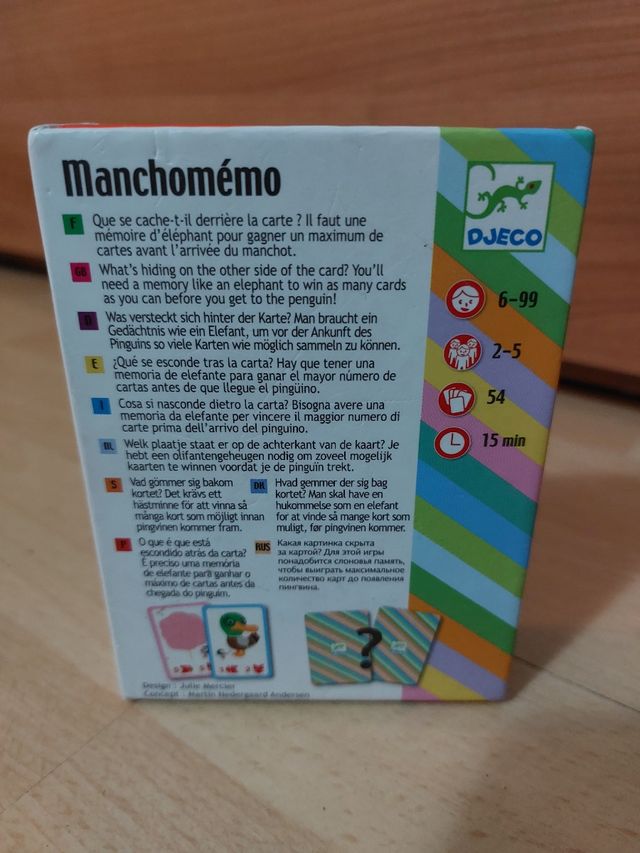 Manchomémo
F Que se cache-t-il derrière la carte ? Il faut une
mémoire d'éléphant pour gagner un maximum de
cartes avant l'arrivée du manchot.
GB What's hiding on the other side of the card? You'll
need a memory like an elephant to win as many cards
as you can before you get to the penguin!
D Was versteckt sich hinter der Karte? Man braucht ein
Gedächtnis wie ein Elefant, um vor der Ankunft des
Pinguins so viele Karten wie möglich sammeln zu können.
E ¿Qué se esconde tras la carta? Hay que tener una
memoria de elefante para ganar el mayor número de
cartas antes de que llegue el pingüino.
I Cosa si nasconde dietro la carta? Bisogna avere una
memoria da elefante per vincere il maggior numero di
carte prima dell'arrivo del pinguino.
NL Welk plaatje staat er op de achterkant van de kaart? Je
hebt een olifantengeheugen nodig om zoveel mogelijk
kaarten te winnen voordat je de pinguïn trekt.
S Vad gömmer sig bakom
kortet? Det krävs ett
hästminne för att vinna så
många kort som möjligt innan
pingvinen kommer fram.
DK Hvad gemmer der sig bag
kortet? Man skal have en
hukommelse som en elefant
for at vinde så mange kort som
muligt, før pingvinen kommer.
P O que é que está
escondido atrás da carta?
É preciso uma memória
de elefante para ganhar o
máximo de cartas antes da
chegada do pinguim.
RUS Какая картинка скрыта
за картой? Для этой игры
понадобится слоновья память,
чтобы выиграть максимальное
количество карт до появления
пингвина.
?
Design : Julie Mercier
Concept : Martin Nedergaard Andersen
DJECO
6-99
2-5
54
15 min